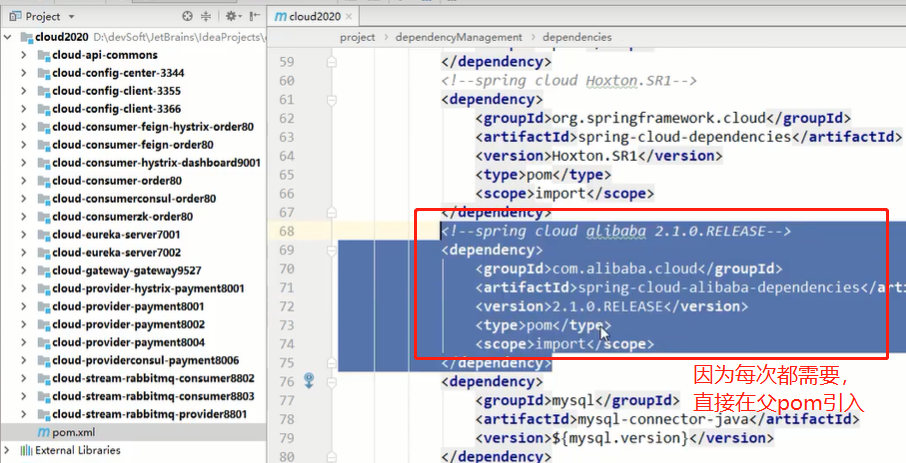 Project
cloud2020
cloud2020 D:\devSoft\JetBrains\IdeaProjects\
cloud-api-commons
cloud-config-center-3344
cloud-config-client-3355
cloud-config-client-3366
cloud-consumer-feign-hystrix-order80
cloud-consumer-feign-order80
cloud-consumer-hystrix-dashboard9001
cloud-consumer-order80
cloud-consumerconsul-order80
cloud-consumerzk-order80
cloud-eureka-server7001
cloud-eureka-server7002
cloud-gateway-gateway9527
cloud-provider-hystrix-payment8001
cloud-provider-payment8001
cloud-provider-payment8002
cloud-provider-payment8004
cloud-providerconsul-payment8006
cloud-stream-rabbitmq-consumer8802
cloud-stream-rabbitmq-consumer8803
cloud-stream-rabbitmq-provider8801
pom.xml
External Libraries
project › dependencyManagement › dependencies
59 </dependency>
60 <!--spring cloud Hoxton.SR1-->
61 <dependency>
62 <groupId>org.springframework.cloud</groupId>
63 <artifactId>spring-cloud-dependencies</artifactId>
64 <version>Hoxton.SR1</version>
65 <type>pom</type>
66 <scope>import</scope>
67 </dependency>
68 <!--spring cloud alibaba 2.1.0.RELEASE-->
69 <dependency>
70 <groupId>com.alibaba.cloud</groupId>
71 <artifactId>spring-cloud-alibaba-dependencies</arti
72 <version>2.1.0.RELEASE</version>
73 <type>pom</type>
74 <scope>import</scope>
75 </dependency>
76 <dependency>
77 <groupId>mysql</groupId>
78 <artifactId>mysql-connector-java</artifactId>
79 <version>${mysql.version}</version>
80 </dependency>
因为每次都需要，
直接在父pom引入